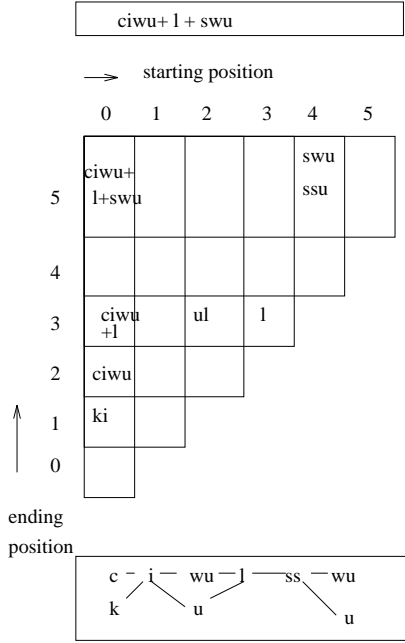 ciwu+ l + swu
starting position
0 1 2 3 4 5
5 ciwu+ l+swu swu ssu
4
3 ciwu +l ul l
2 ciwu
1 ki
0
ending
position
c i wu l ss wu
k u u